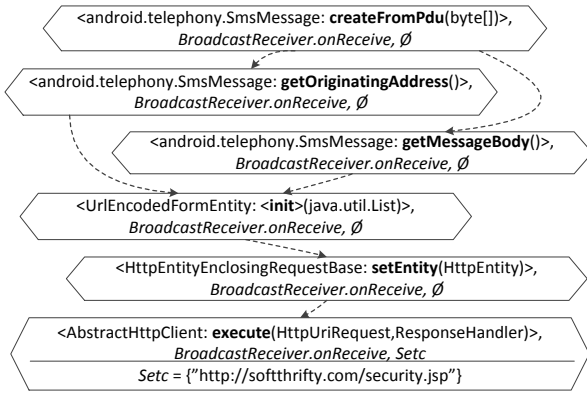 <android.telephony.SmsMessage: createFromPdu(byte[])>,
BroadcastReceiver.onReceive, Ø
<android.telephony.SmsMessage: getOriginatingAddress()>,
BroadcastReceiver.onReceive, Ø
<android.telephony.SmsMessage: getMessageBody()>,
BroadcastReceiver.onReceive, Ø
<UrlEncodedFormEntity: <init>(java.util.List)>,
BroadcastReceiver.onReceive, Ø
<HttpEntityEnclosingRequestBase: setEntity(HttpEntity)>,
BroadcastReceiver.onReceive, Ø
<AbstractHttpClient: execute(HttpUriRequest,ResponseHandler)>,
BroadcastReceiver.onReceive, Setc
Setc = {”http://softthrifty.com/security.jsp”}